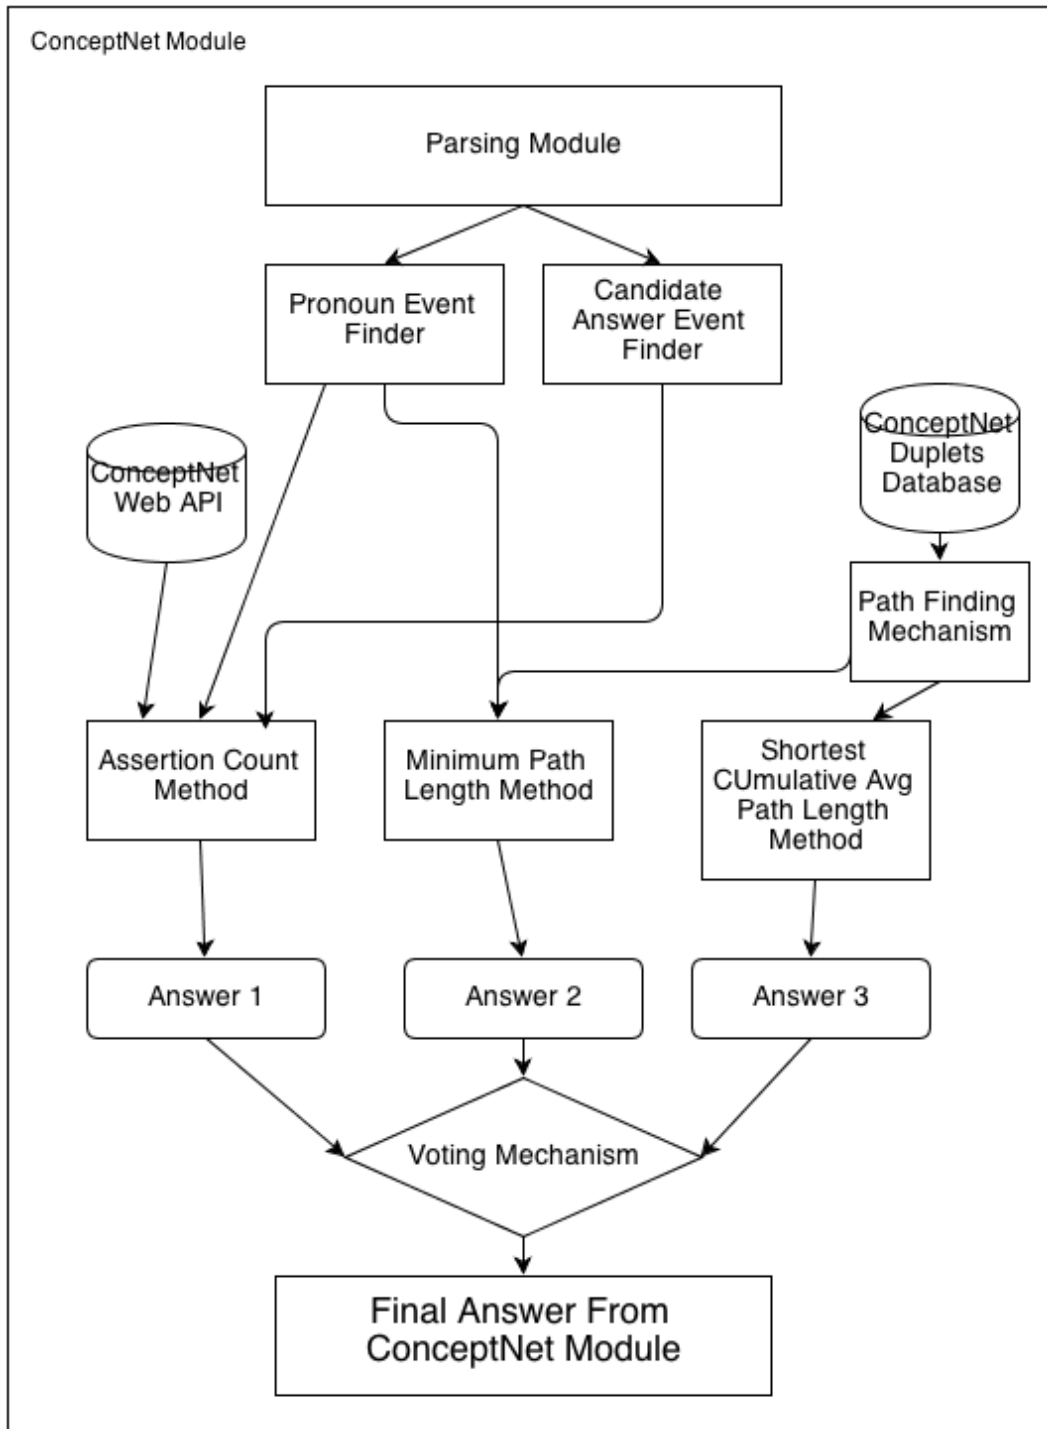 ConceptNet Module
Parsing Module
Pronoun Event
Finder
Candidate
Answer Event
Finder
ConceptNet
Web API
ConceptNet
Duplets
Database
Path Finding
Mechanism
Assertion Count
Method
Minimum Path
Length Method
Shortest
CUmulative Avg
Path Length
Method
Answer 1
Answer 2
Answer 3
Voting Mechanism
Final Answer From
ConceptNet Module